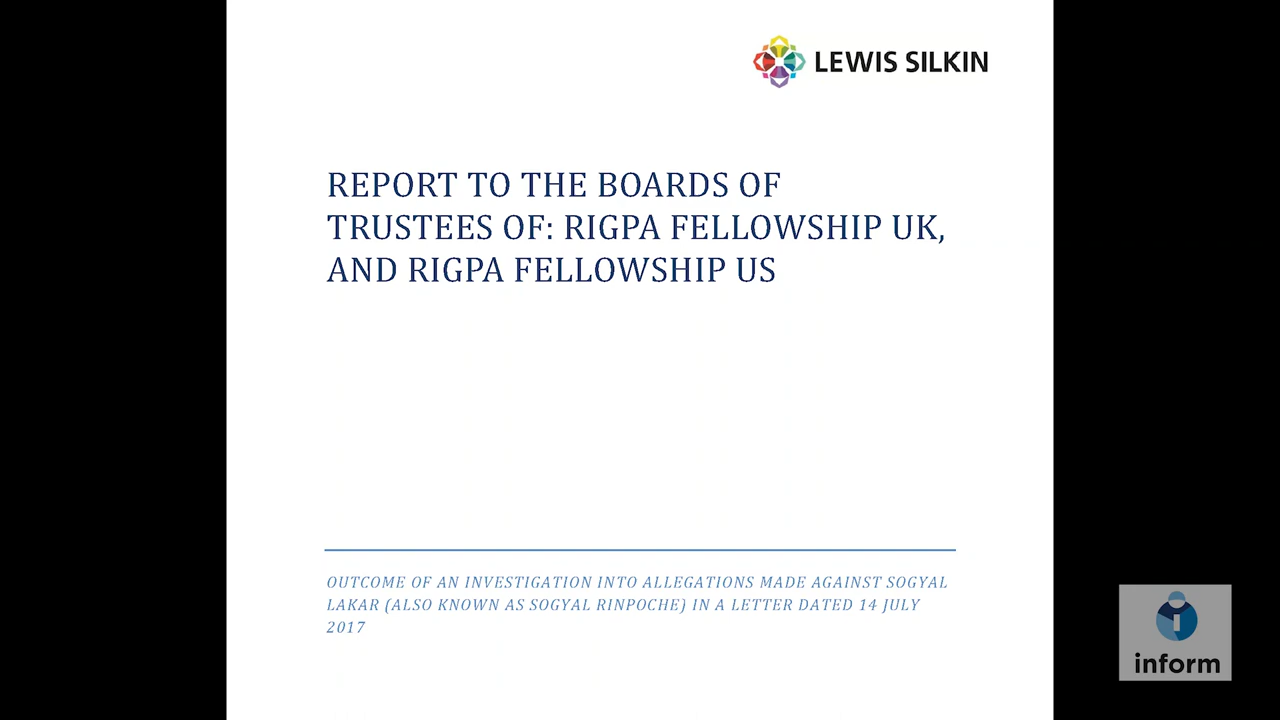 LEWIS SILKIN
REPORT TO THE BOARDS OF
TRUSTEES OF: RIGPA FELLOWSHIP UK,
AND RIGPA FELLOWSHIP US
OUTCOME OF AN INVESTIGATION INTO ALLEGATIONS MADE AGAINST SOGYAL
LAKAR (ALSO KNOWN AS SOGYAL RINPOCHE) IN A LETTER DATED 14 JULY
2017
i
inform